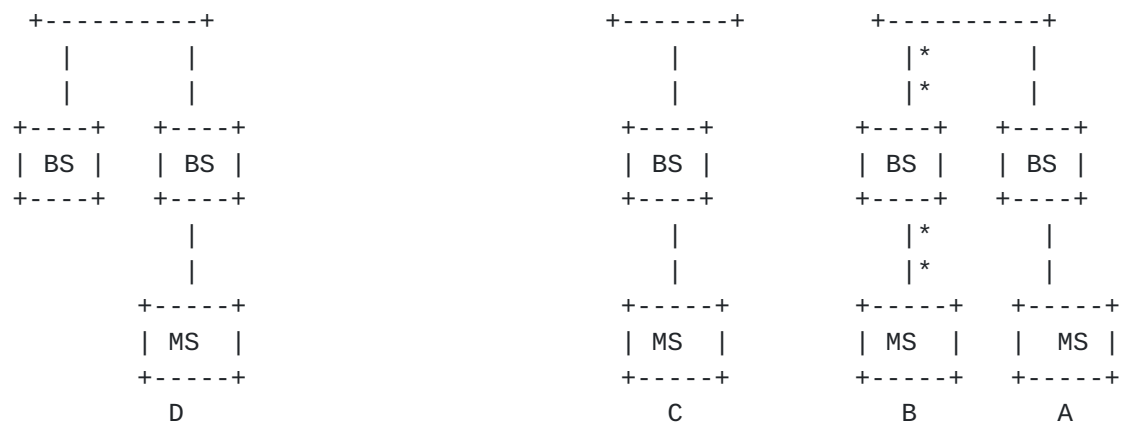 +----------+ +-------+ +----------+
| | | |* |
| | | |* |
+----+ +----+ +----+ +----+ +----+
| BS | | BS | | BS | | BS | | BS |
+----+ +----+ +----+ +----+ +----+
| | |* |
| | |* |
+-----+ +-----+ +-----+ +-----+
| MS | | MS | | MS | | MS |
+-----+ +-----+ +-----+ +-----+
D C B A